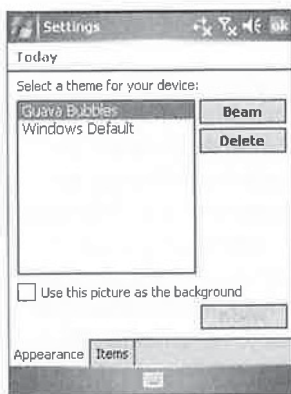 Settings
ok
Today
Select a theme for your device:
Guava Bubbles
Beam
Windows Default
Delete
Use this picture as the background
Appearance
Items